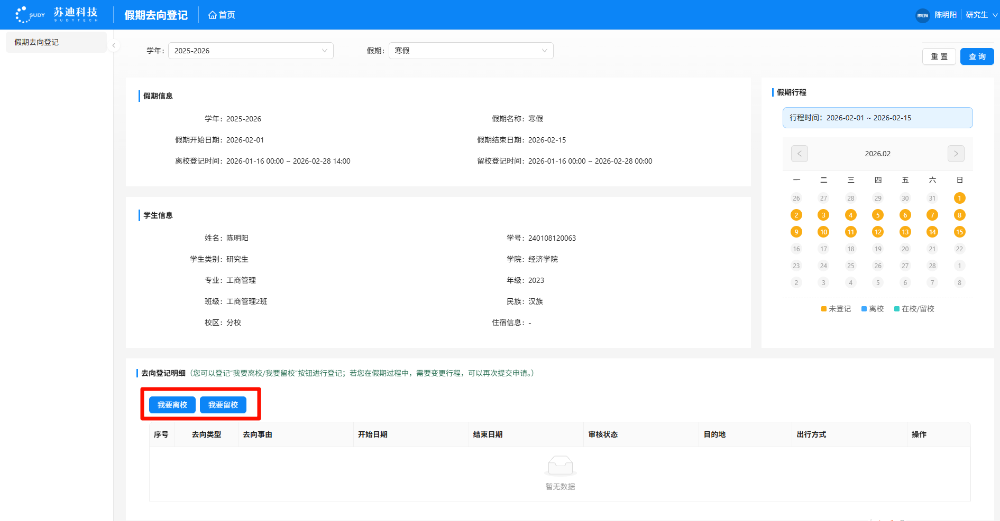 SUDY 苏迪科技 假期去向登记 首页 陈明阳 陈明阳 研究生
SUDYTECH
假期去向登记
学年： 2025-2026 假期： 寒假
重 置 查 询
假期信息
学年： 2025-2026 假期名称： 寒假
假期开始日期： 2026-02-01 假期结束日期： 2026-02-15
离校登记时间： 2026-01-16 00:00 ~ 2026-02-28 14:00 留校登记时间： 2026-01-16 00:00 ~ 2026-02-28 00:00
假期行程
行程时间：2026-02-01 ~ 2026-02-15
< 2026.02 >
一 二 三 四 五 六 日
26 27 28 29 30 31 1
2 3 4 5 6 7 8
9 10 11 12 13 14 15
16 17 18 19 20 21 22
23 24 25 26 27 28 1
2 3 4 5 6 7 8
未登记 离校 在校/留校
学生信息
姓名： 陈明阳 学号： 240108120063
学生类别： 研究生 学院： 经济学院
专业： 工商管理 年级： 2023
班级： 工商管理2班 民族： 汉族
校区： 分校 住宿信息： -
去向登记明细（您可以登记“我要离校/我要留校”按钮进行登记；若您在假期过程中，需要变更行程，可以再次提交申请。）
我要离校 我要留校
序号 去向类型 去向事由 开始日期 结束日期 审核状态 目的地 出行方式 操作
暂无数据